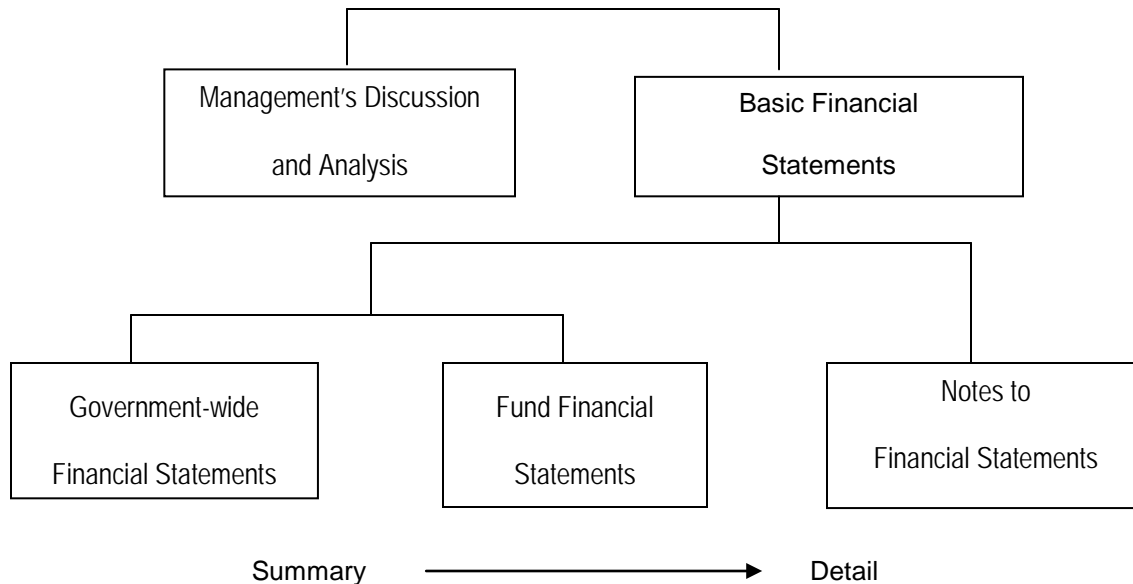 Management's Discussion
and Analysis
Basic Financial
Statements
Government-wide
Financial Statements
Fund Financial
Statements
Notes to
Financial Statements
Summary
Detail